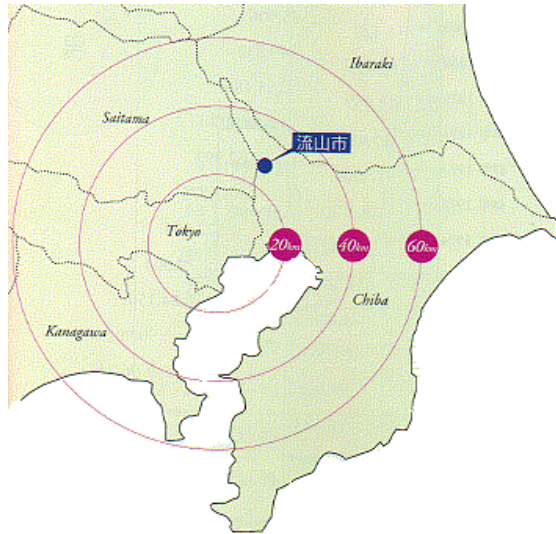 Ibaraki
Saitama
流山市
Tokyo
20km
40km
60km
Chiba
Kanagawa